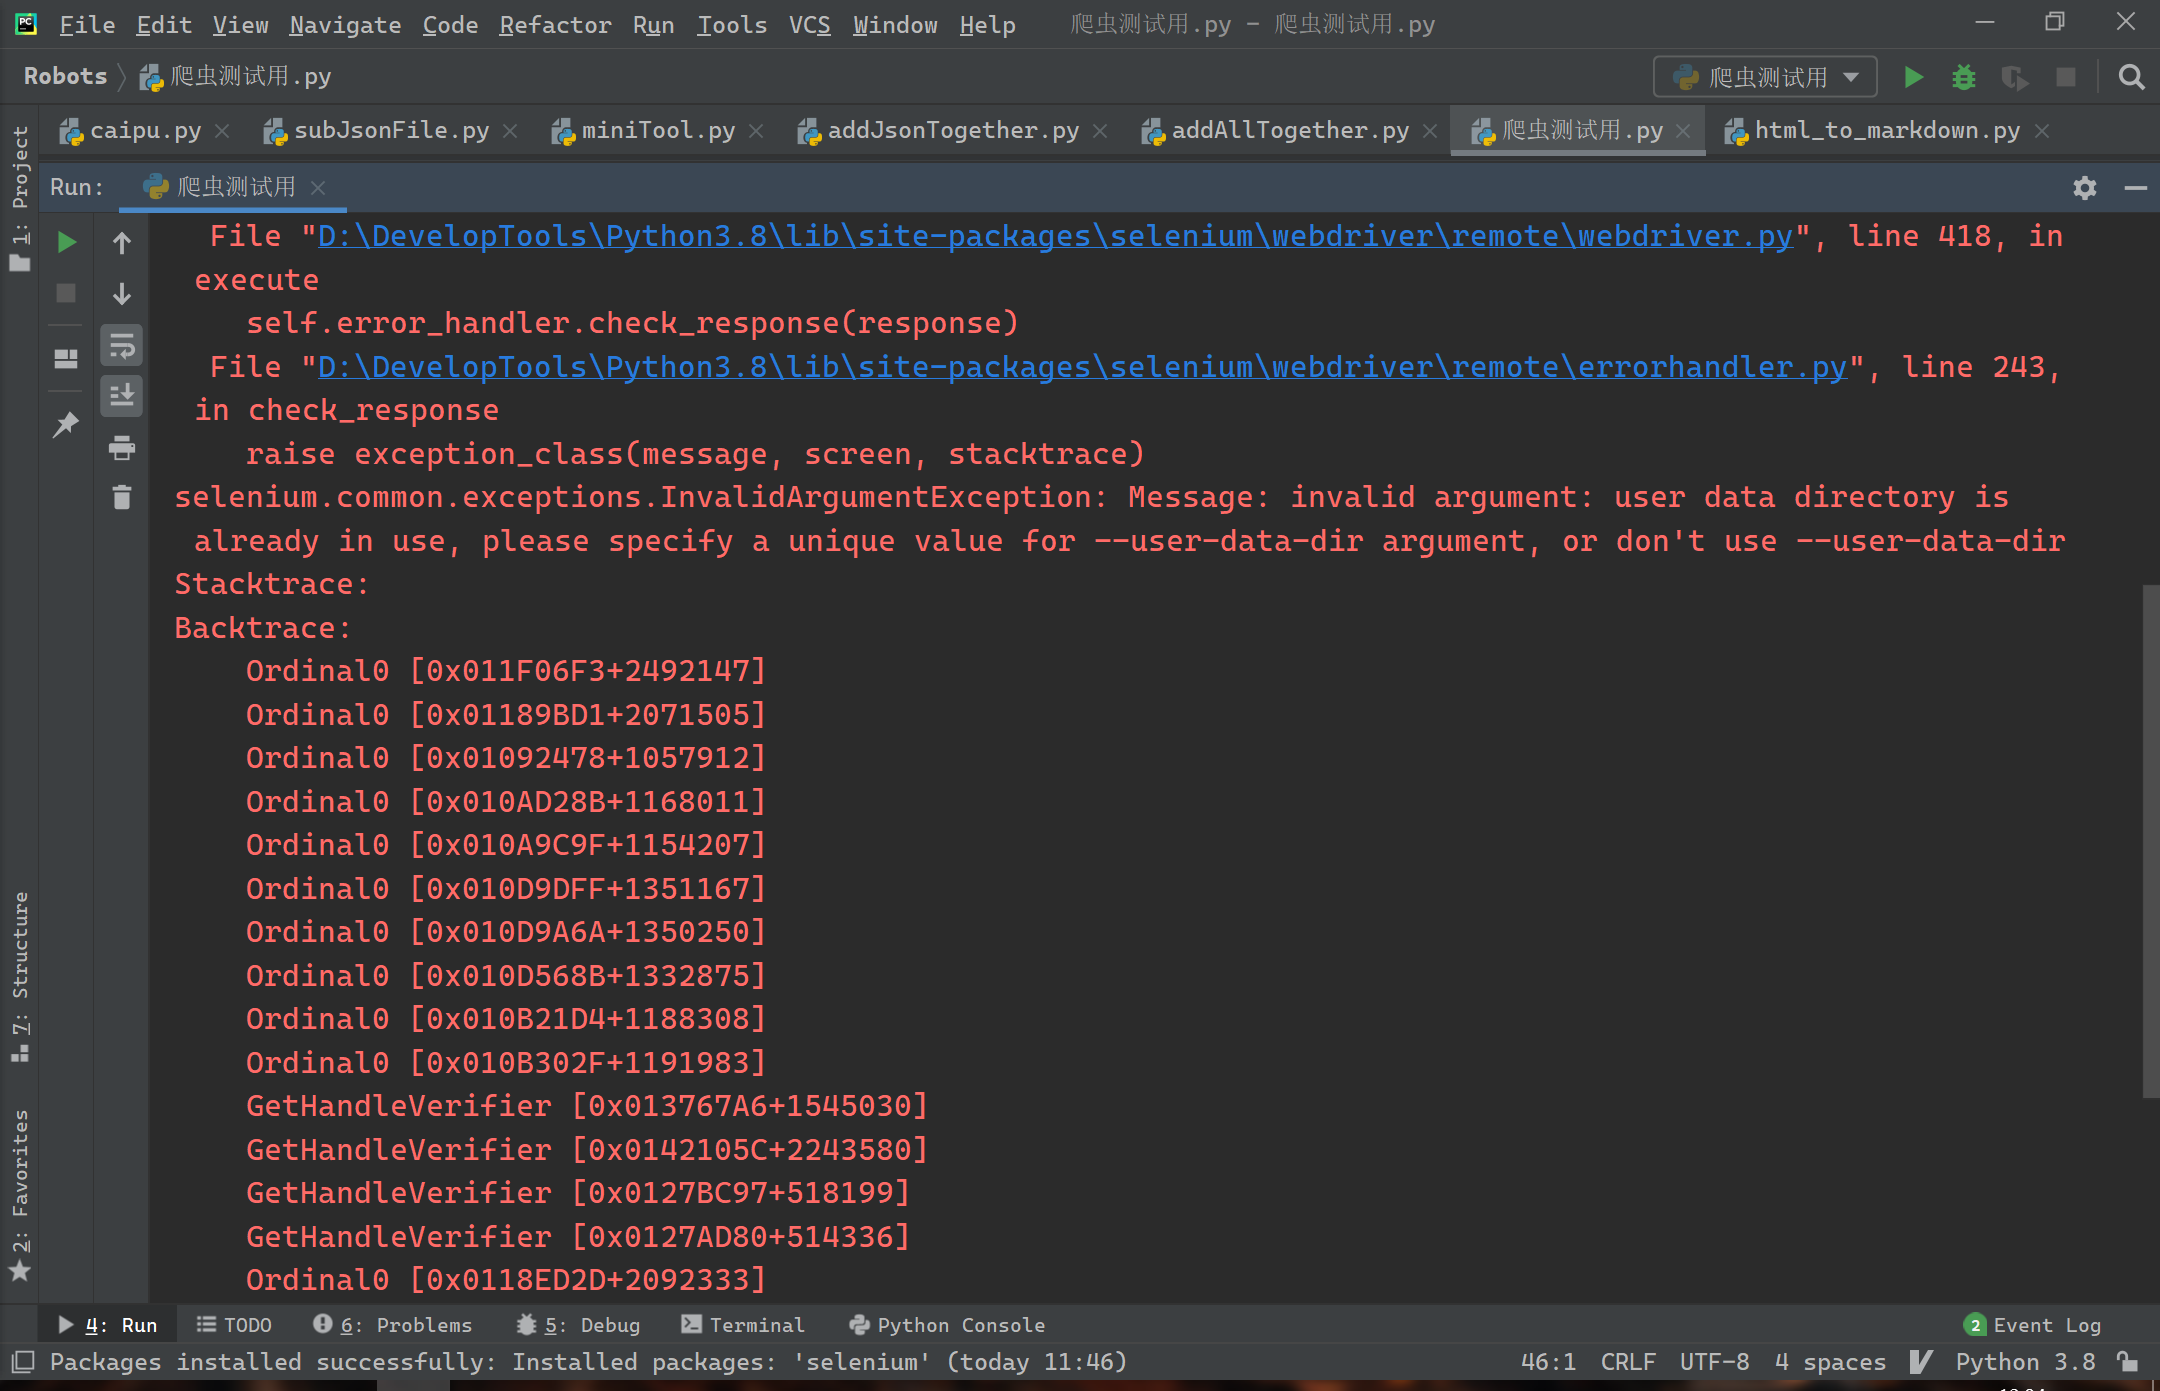 File Edit View Navigate Code Refactor Run Tools VCS Window Help 爬虫测试用.py - 爬虫测试用.py
Robots 爬虫测试用.py 爬虫测试用
caipu.py subJsonFile.py miniTool.py addJsonTogether.py addAllTogether.py 爬虫测试用.py html_to_markdown.py
1: Project
Run: 爬虫测试用
File "D:\DevelopTools\Python3.8\lib\site-packages\selenium\webdriver\remote\webdriver.py", line 418, in
execute
self.error_handler.check_response(response)
File "D:\DevelopTools\Python3.8\lib\site-packages\selenium\webdriver\remote\errorhandler.py", line 243,
in check_response
raise exception_class(message, screen, stacktrace)
selenium.common.exceptions.InvalidArgumentException: Message: invalid argument: user data directory is
already in use, please specify a unique value for --user-data-dir argument, or don't use --user-data-dir
Stacktrace:
Backtrace:
Ordinal0 [0x011F06F3+2492147]
Ordinal0 [0x01189BD1+2071505]
Ordinal0 [0x01092478+1057912]
Ordinal0 [0x010AD28B+1168011]
Ordinal0 [0x010A9C9F+1154207]
Ordinal0 [0x010D9DFF+1351167]
Ordinal0 [0x010D9A6A+1350250]
Ordinal0 [0x010D568B+1332875]
Ordinal0 [0x010B21D4+1188308]
Ordinal0 [0x010B302F+1191983]
GetHandleVerifier [0x013767A6+1545030]
GetHandleVerifier [0x0142105C+2243580]
GetHandleVerifier [0x0127BC97+518199]
GetHandleVerifier [0x0127AD80+514336]
Ordinal0 [0x0118ED2D+2092333]
7: Structure
2: Favorites
4: Run TODO 6: Problems 5: Debug Terminal Python Console 2 Event Log
Packages installed successfully: Installed packages: 'selenium' (today 11:46) 46:1 CRLF UTF-8 4 spaces Python 3.8